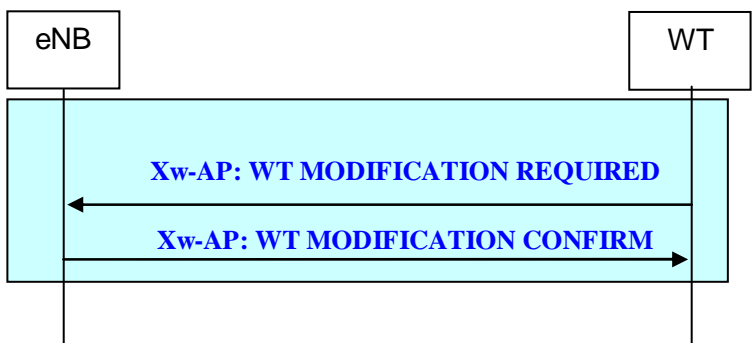 eNB
WT
Xw-AP: WT MODIFICATION REQUIRED
Xw-AP: WT MODIFICATION CONFIRM